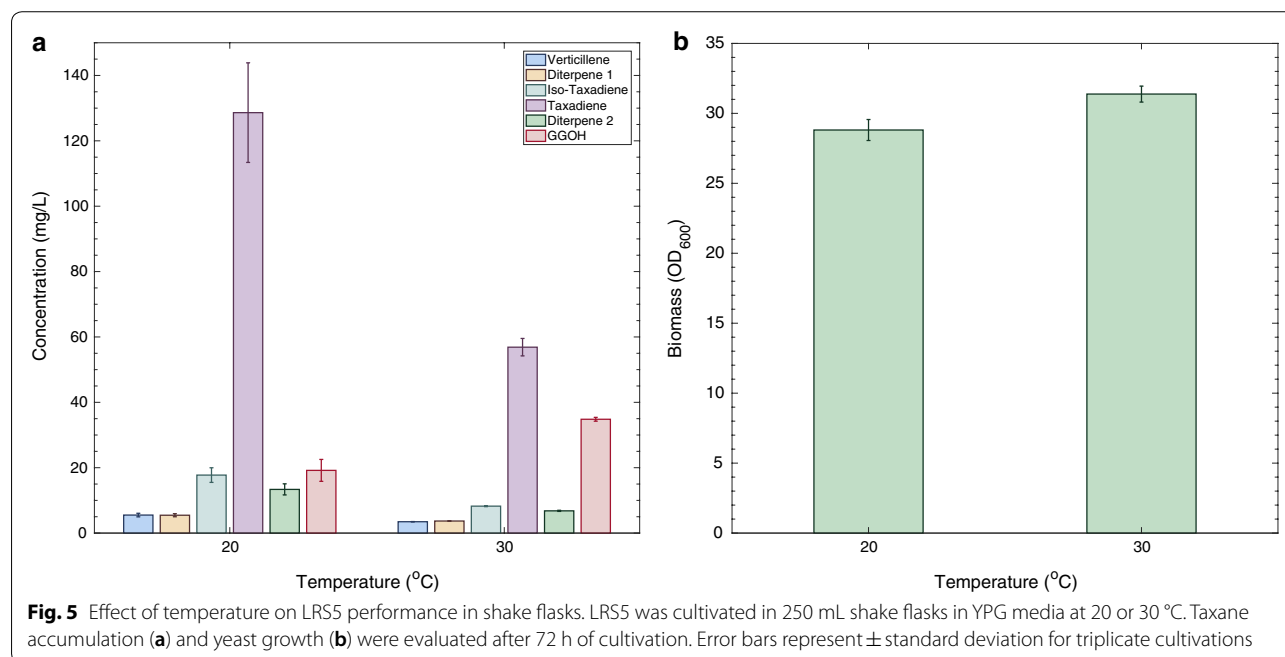 a
Concentration (mg/L)
140
120
100
80
60
40
20
0
Verticillene
Diterpene 1
Iso-Taxadiene
Taxadiene
Diterpene 2
GGOH
20
30
Temperature (°C)
b
Biomass (OD600)
35
30
25
20
15
10
5
0
20
30
Temperature (°C)
Fig. 5 Effect of temperature on LRS5 performance in shake flasks. LRS5 was cultivated in 250 mL shake flasks in YPG media at 20 or 30 °C. Taxane
accumulation (a) and yeast growth (b) were evaluated after 72 h of cultivation. Error bars represent ± standard deviation for triplicate cultivations